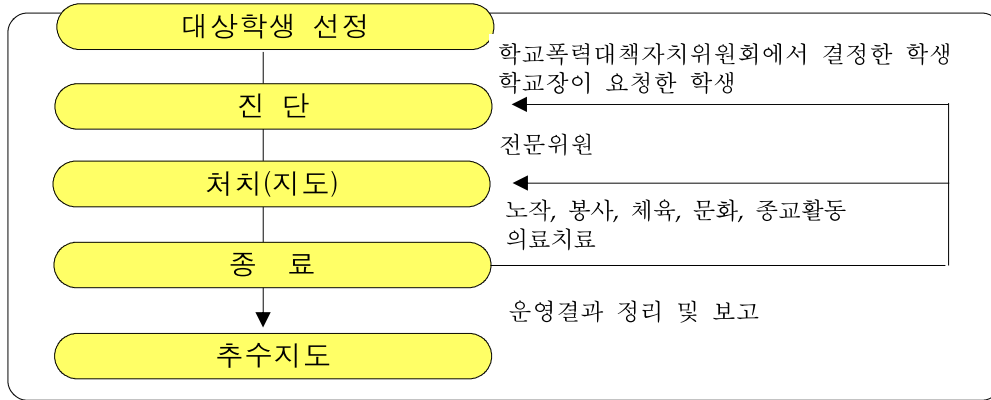 대상학생 선정
학교폭력대책자치위원회에서 결정한 학생
학교장이 요청한 학생
진 단
전문위원
처치(지도)
노작, 봉사, 체육, 문화, 종교활동
의료치료
종 료
운영결과 정리 및 보고
추수지도